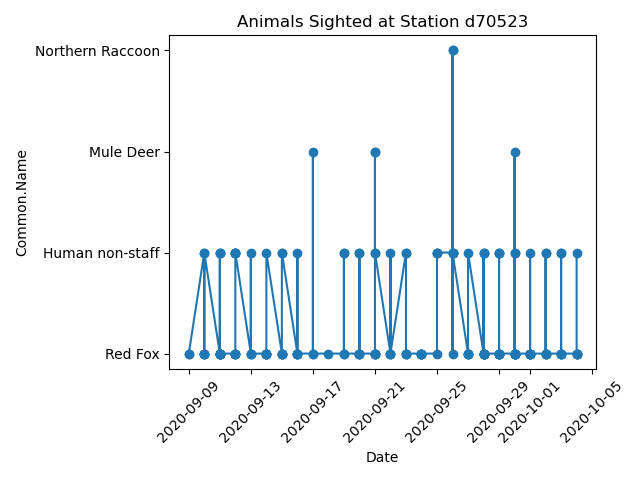 Animals Sighted at Station d70523
Northern Raccoon
Mule Deer
Human non-staff
Red Fox
Common.Name
2020-09-09
2020-09-13
2020-09-17
2020-09-21
2020-09-25
2020-09-29
2020-10-01
2020-10-05
Date